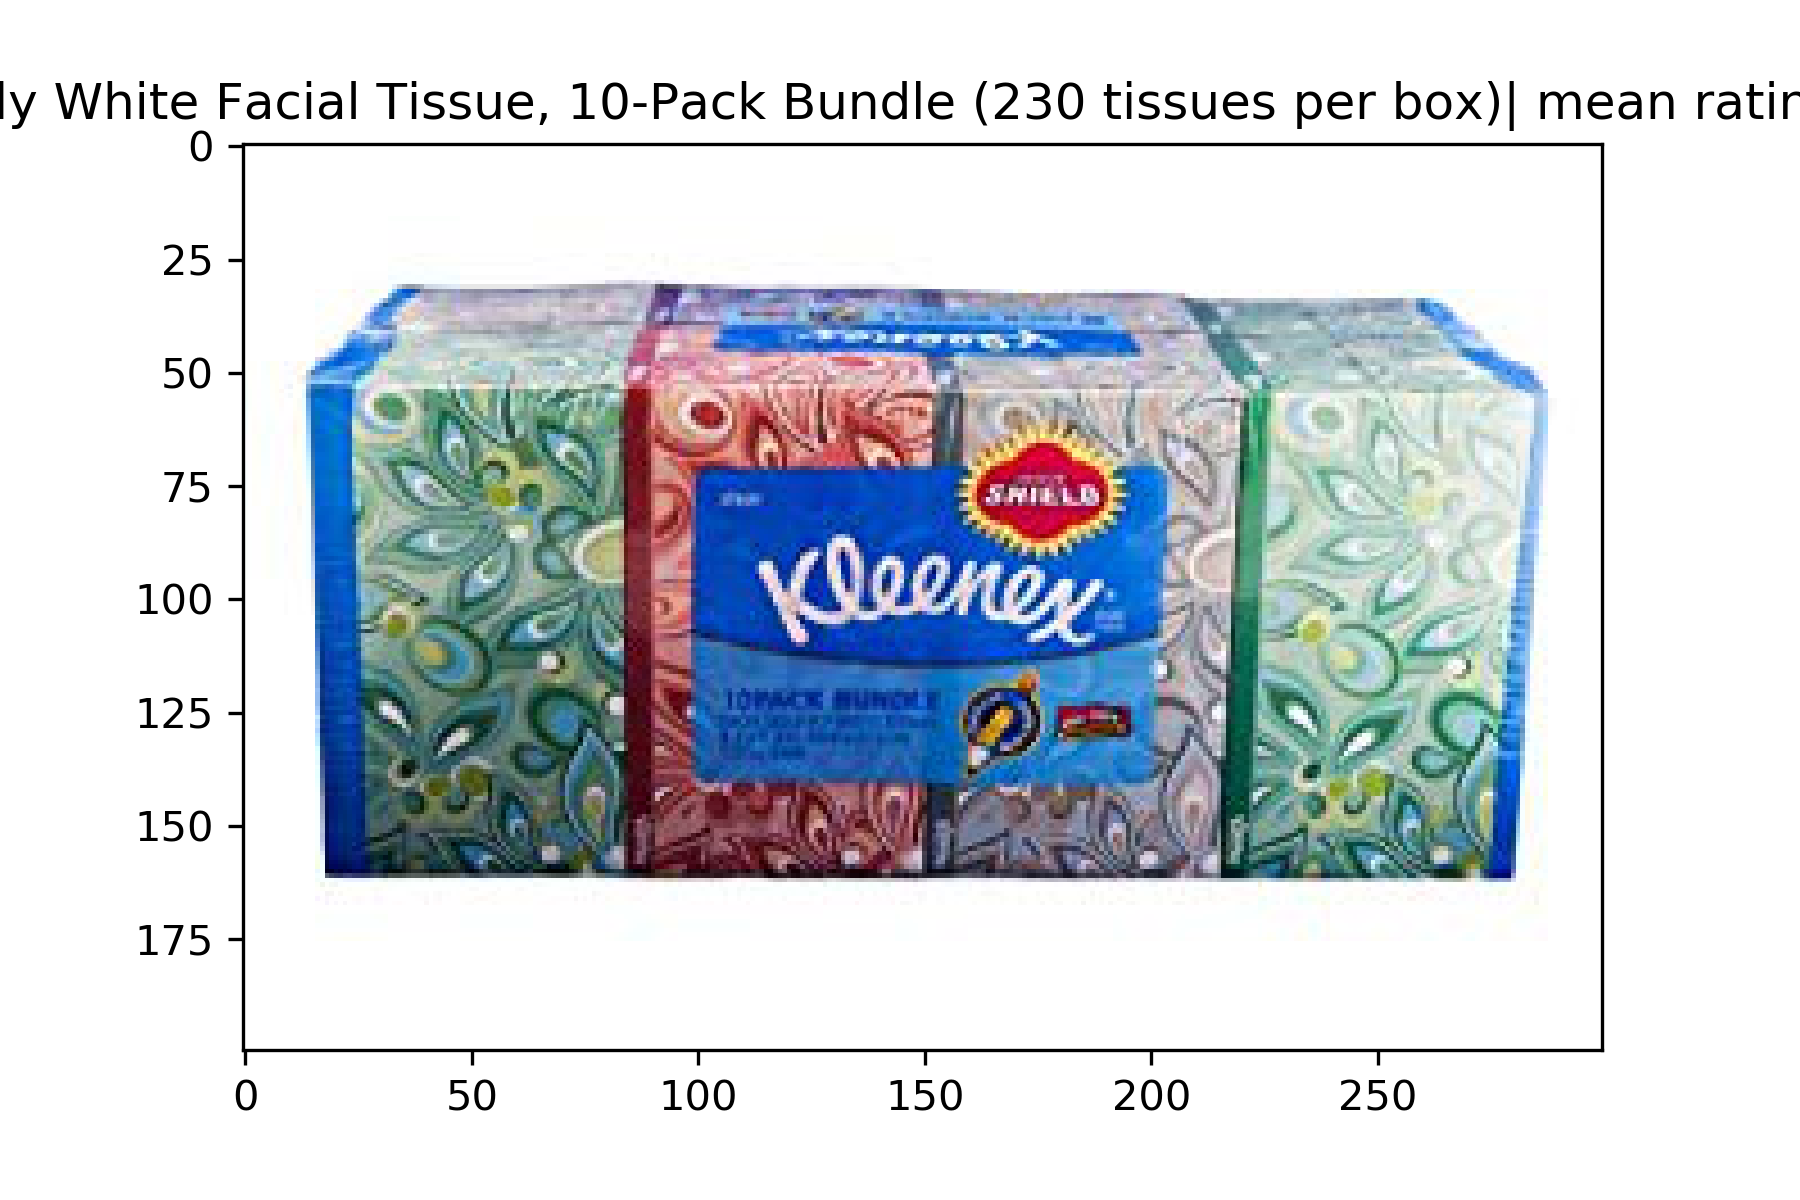 ly White Facial Tissue, 10-Pack Bundle (230 tissues per box)| mean ratin
0
25
50
75
100
125
150
175
SHIELD
Kleenex
10PACK BUNDLE
0 50 100 150 200 250